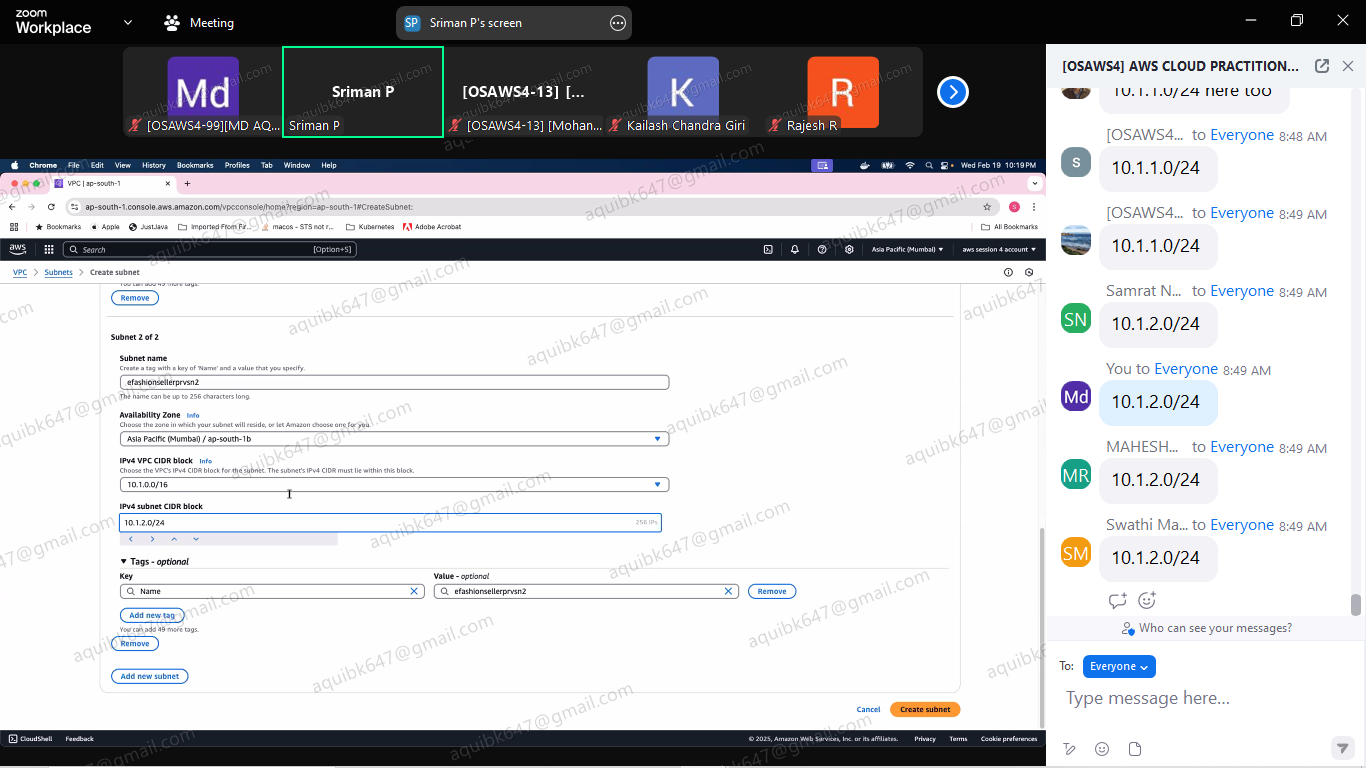 zoom
Workplace
Meeting
SP
Sriman P's screen
Md
[OSAWS4-99][MD AQ...
Sriman P
Sriman P
[OSAWS4-13] [...
[OSAWS4-13] [Mohan...
K
Kailash Chandra Giri
R
Rajesh R
Chrome File Edit View History Bookmarks Profiles Tab Window Help
Wed Feb 19 10:19 PM
VPC | ap-south-1
ap-south-1.console.aws.amazon.com/vpcconsole/home?region=ap-south-1#CreateSubnet:
S
Bookmarks Apple JustJava Imported From Fir... macos - STS not r... Kubernetes Adobe Acrobat
All Bookmarks
aws
Search
[Option+S]
Asia Pacific (Mumbai)
aws session 4 account
VPC
Subnets
Create subnet
You can add 49 more tags.
Remove
Subnet 2 of 2
Subnet name
Create a tag with a key of 'Name' and a value that you specify.
efashionsellerprvsn2
The name can be up to 256 characters long.
Availability Zone Info
Choose the zone in which your subnet will reside, or let Amazon choose one for you.
Asia Pacific (Mumbai) / ap-south-1b
IPv4 VPC CIDR block Info
Choose the VPC's IPv4 CIDR block for the subnet. The subnet's IPv4 CIDR must lie within this block.
10.1.0.0/16
IPv4 subnet CIDR block
10.1.2.0/24
256 IPs
Tags - optional
Key
Value - optional
Name
efashionsellerprvsn2
Remove
Add new tag
You can add 49 more tags.
Remove
Add new subnet
Cancel
Create subnet
CloudShell Feedback
© 2025, Amazon Web Services, Inc. or its affiliates. Privacy Terms Cookie preferences
[OSAWS4] AWS CLOUD PRACTITION...
10.1.1.0/24 here too
[OSAWS4... to Everyone 8:48 AM
S
10.1.1.0/24
[OSAWS4... to Everyone 8:49 AM
10.1.1.0/24
Samrat N... to Everyone 8:49 AM
SN
10.1.2.0/24
You to Everyone 8:49 AM
Md
10.1.2.0/24
MAHESH... to Everyone 8:49 AM
MR
10.1.2.0/24
Swathi Ma... to Everyone 8:49 AM
SM
10.1.2.0/24
Who can see your messages?
To: Everyone
Type message here...
aquibk647@gmail.com